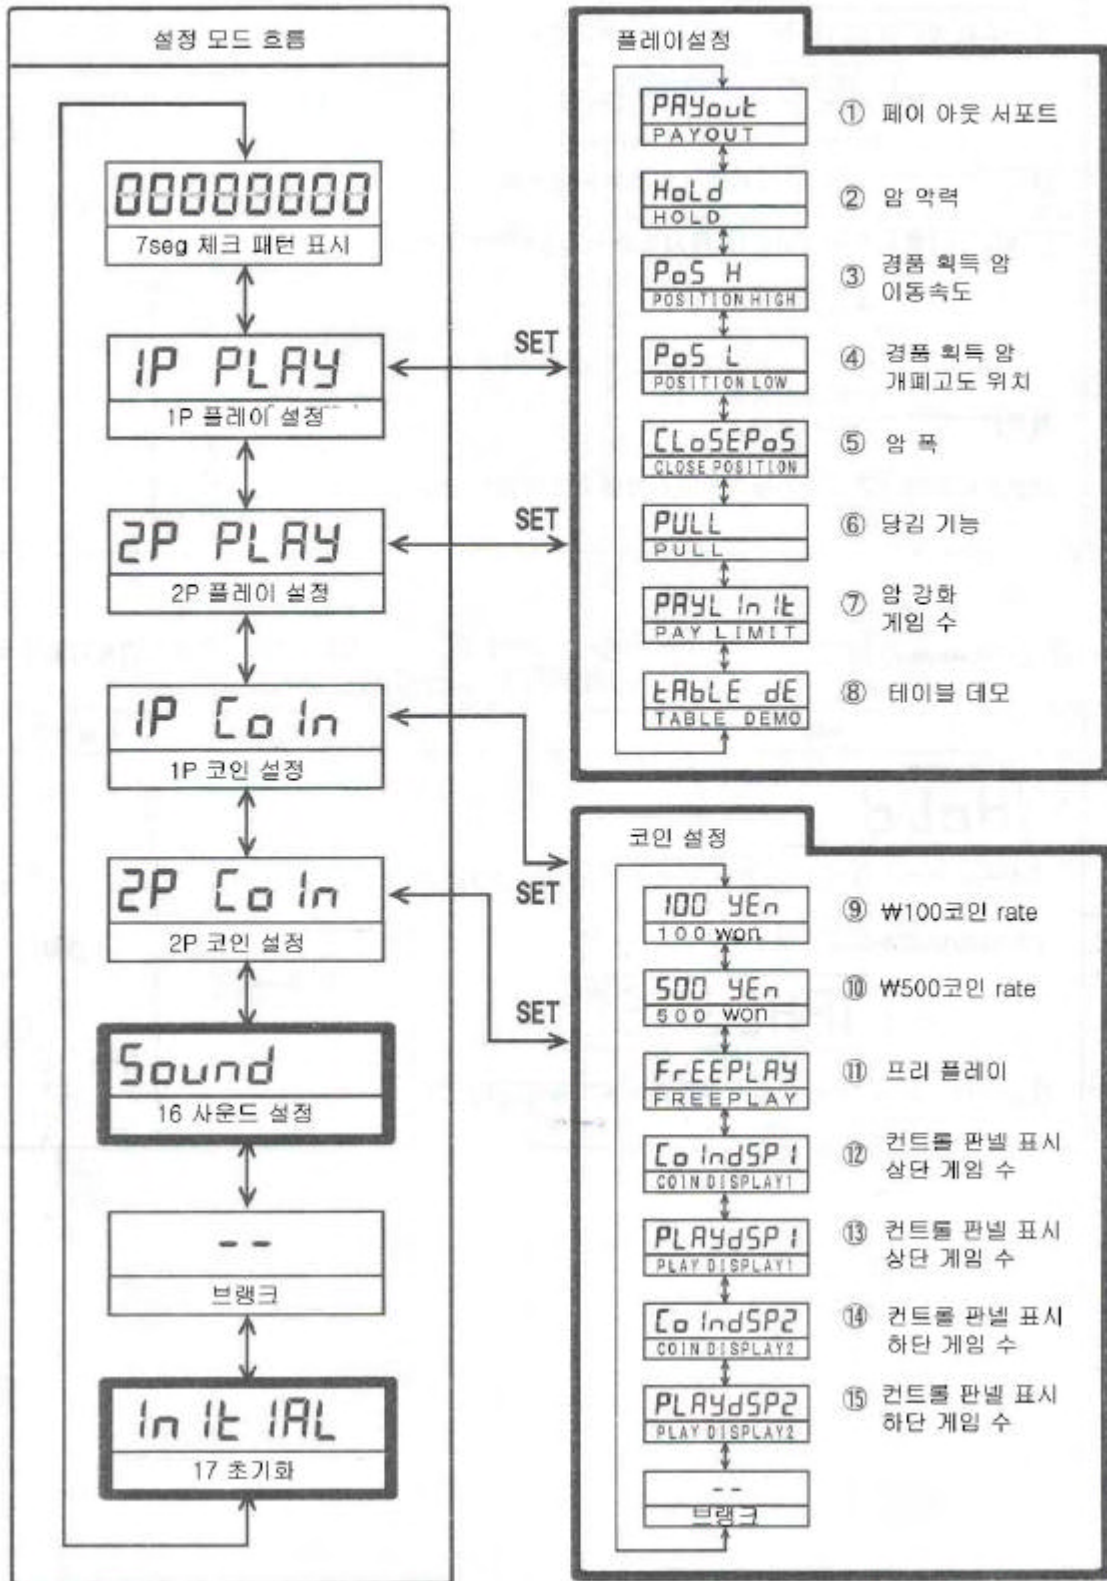 설정 모드 흐름
00000000
7seg 체크 패턴 표시
1P PLAY
1P 플레이 설정
SET
2P PLAY
2P 플레이 설정
SET
1P CoIn
1P 코인 설정
SET
2P CoIn
2P 코인 설정
SET
Sound
16 사운드 설정
--
브랭크
InItIAL
17 초기화
플레이설정
PAYout
PAYOUT
① 페이 아웃 서포트
HoLd
HOLD
② 암 악력
PoS H
POSITION HIGH
③ 경품 획득 암
이동속도
PoS L
POSITION LOW
④ 경품 획득 암
개폐고도 위치
CLoSEPoS
CLOSE POSITION
⑤ 암 폭
PULL
PULL
⑥ 당김 기능
PAYLInIt
PAY LIMIT
⑦ 암 강화
게임 수
tAbLE dE
TABLE DEMO
⑧ 테이블 데모
코인 설정
100 YEn
100 won
⑨ ₩100코인 rate
500 YEn
500 won
⑩ ₩500코인 rate
FrEEPLAY
FREEPLAY
⑪ 프리 플레이
CoIndSP1
COIN DISPLAY1
⑫ 컨트롤 판넬 표시
상단 게임 수
PLAYdSP1
PLAY DISPLAY1
⑬ 컨트롤 판넬 표시
상단 게임 수
CoIndSP2
COIN DISPLAY2
⑭ 컨트롤 판넬 표시
하단 게임 수
PLAYdSP2
PLAY DISPLAY2
⑮ 컨트롤 판넬 표시
하단 게임 수
--
브랭크